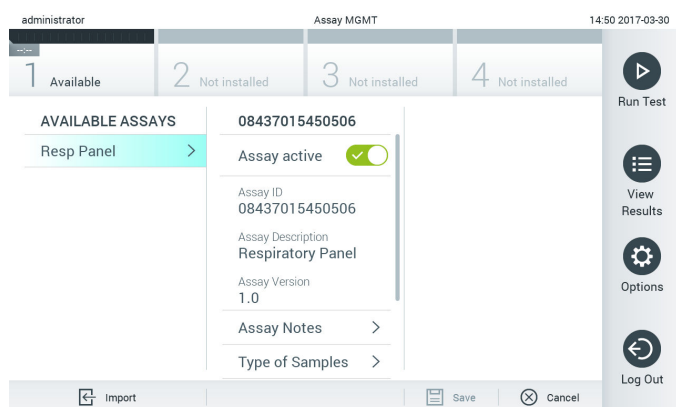 administrator Assay MGMT 14:50 2017-03-30
--:--
1 Available 2 Not installed 3 Not installed 4 Not installed
Run Test
AVAILABLE ASSAYS
Resp Panel
08437015450506
Assay active
Assay ID
08437015450506
Assay Description
Respiratory Panel
Assay Version
1.0
Assay Notes
Type of Samples
View
Results
Options
Log Out
Import Save Cancel